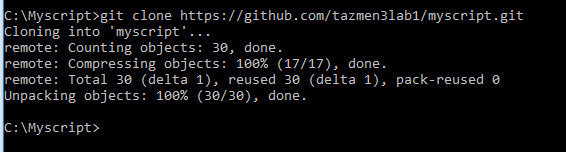 C:\Myscript>git clone https://github.com/tazmen3lab1/myscript.git
Cloning into 'myscript'...
remote: Counting objects: 30, done.
remote: Compressing objects: 100% (17/17), done.
remote: Total 30 (delta 1), reused 30 (delta 1), pack-reused 0
Unpacking objects: 100% (30/30), done.
C:\Myscript>